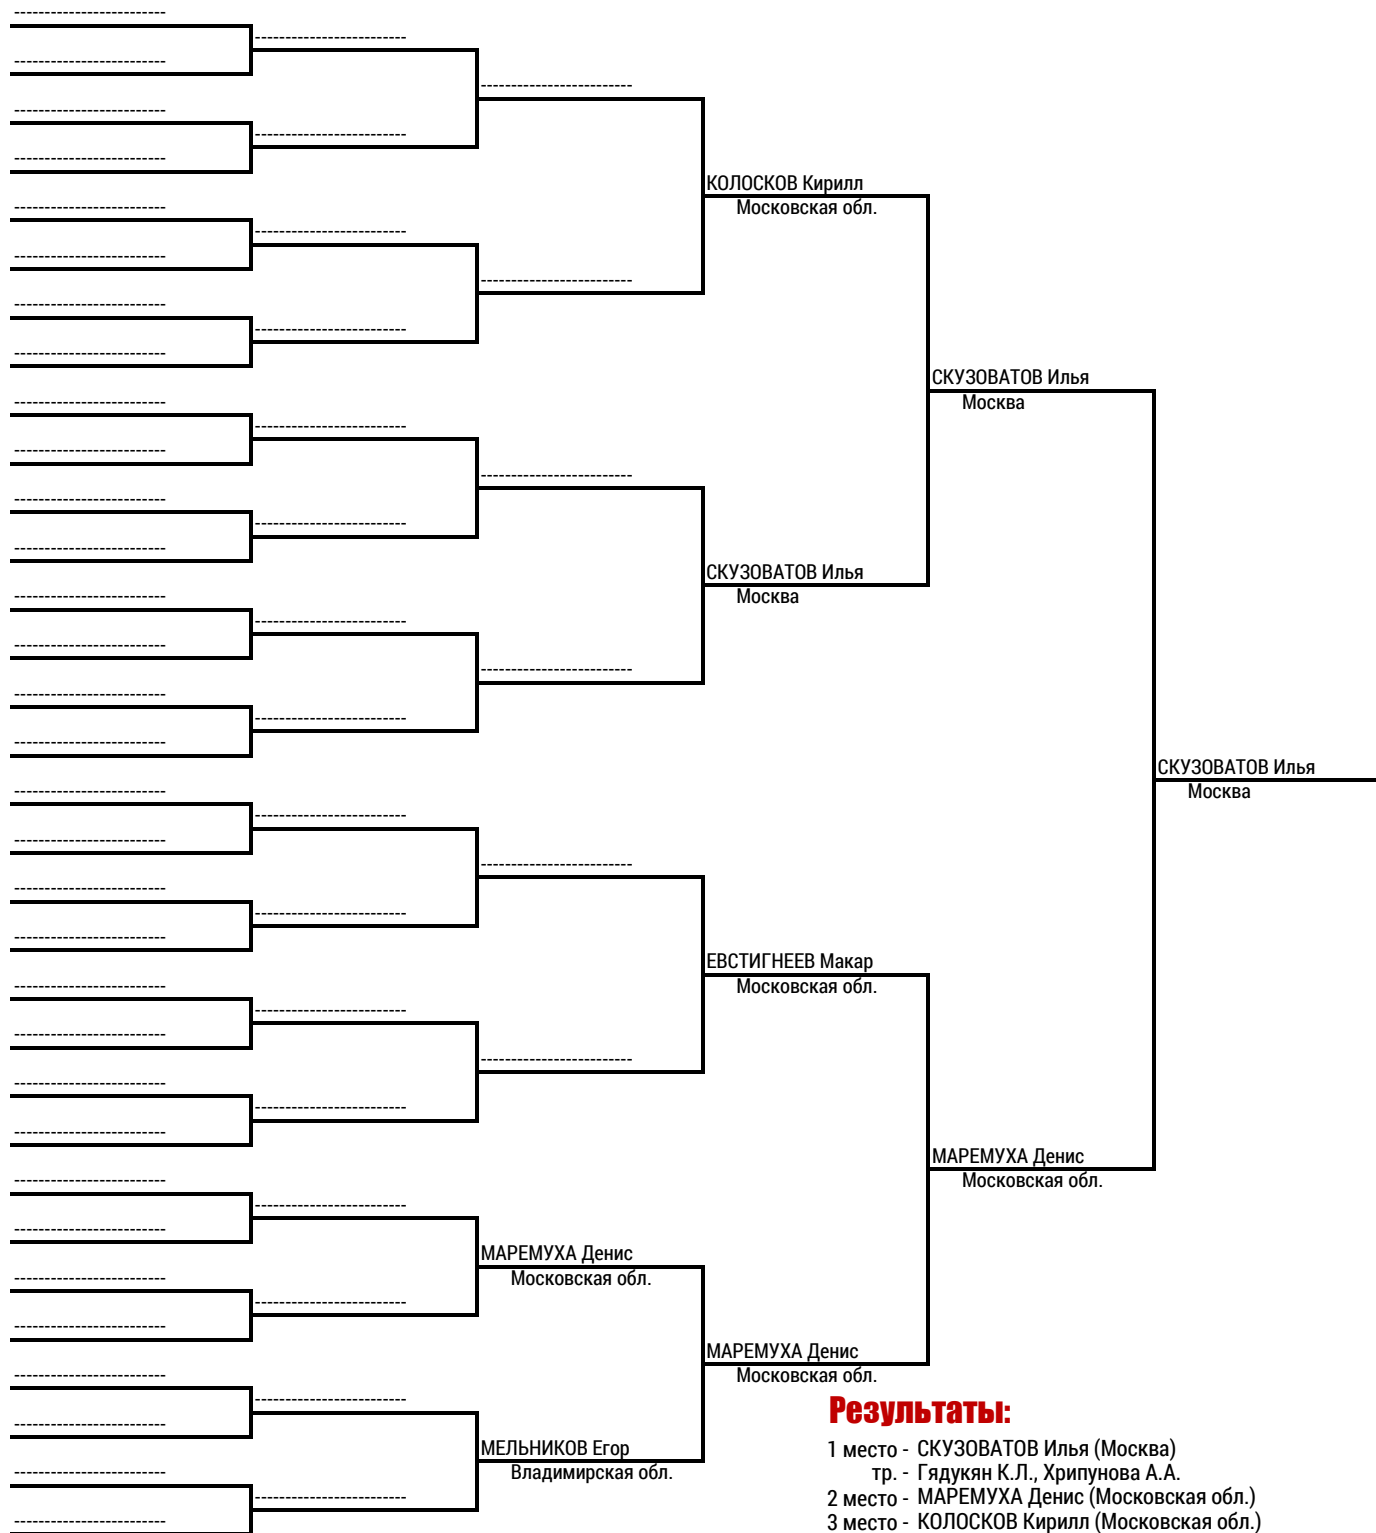 КОЛОСКОВ Кирилл
Московская обл.
СКУЗОВАТОВ Илья
Москва
СКУЗОВАТОВ Илья
Москва
СКУЗОВАТОВ Илья
Москва
ЕВСТИГНЕЕВ Макар
Московская обл.
МАРЕМУХА Денис
Московская обл.
МАРЕМУХА Денис
Московская обл.
МАРЕМУХА Денис
Московская обл.
МЕЛЬНИКОВ Егор
Владимирская обл.
Результаты:
1 место - СКУЗОВАТОВ Илья (Москва)
тр. - Гядукян К.Л., Хрипунова А.А.
2 место - МАРЕМУХА Денис (Московская обл.)
3 место - КОЛОСКОВ Кирилл (Московская обл.)